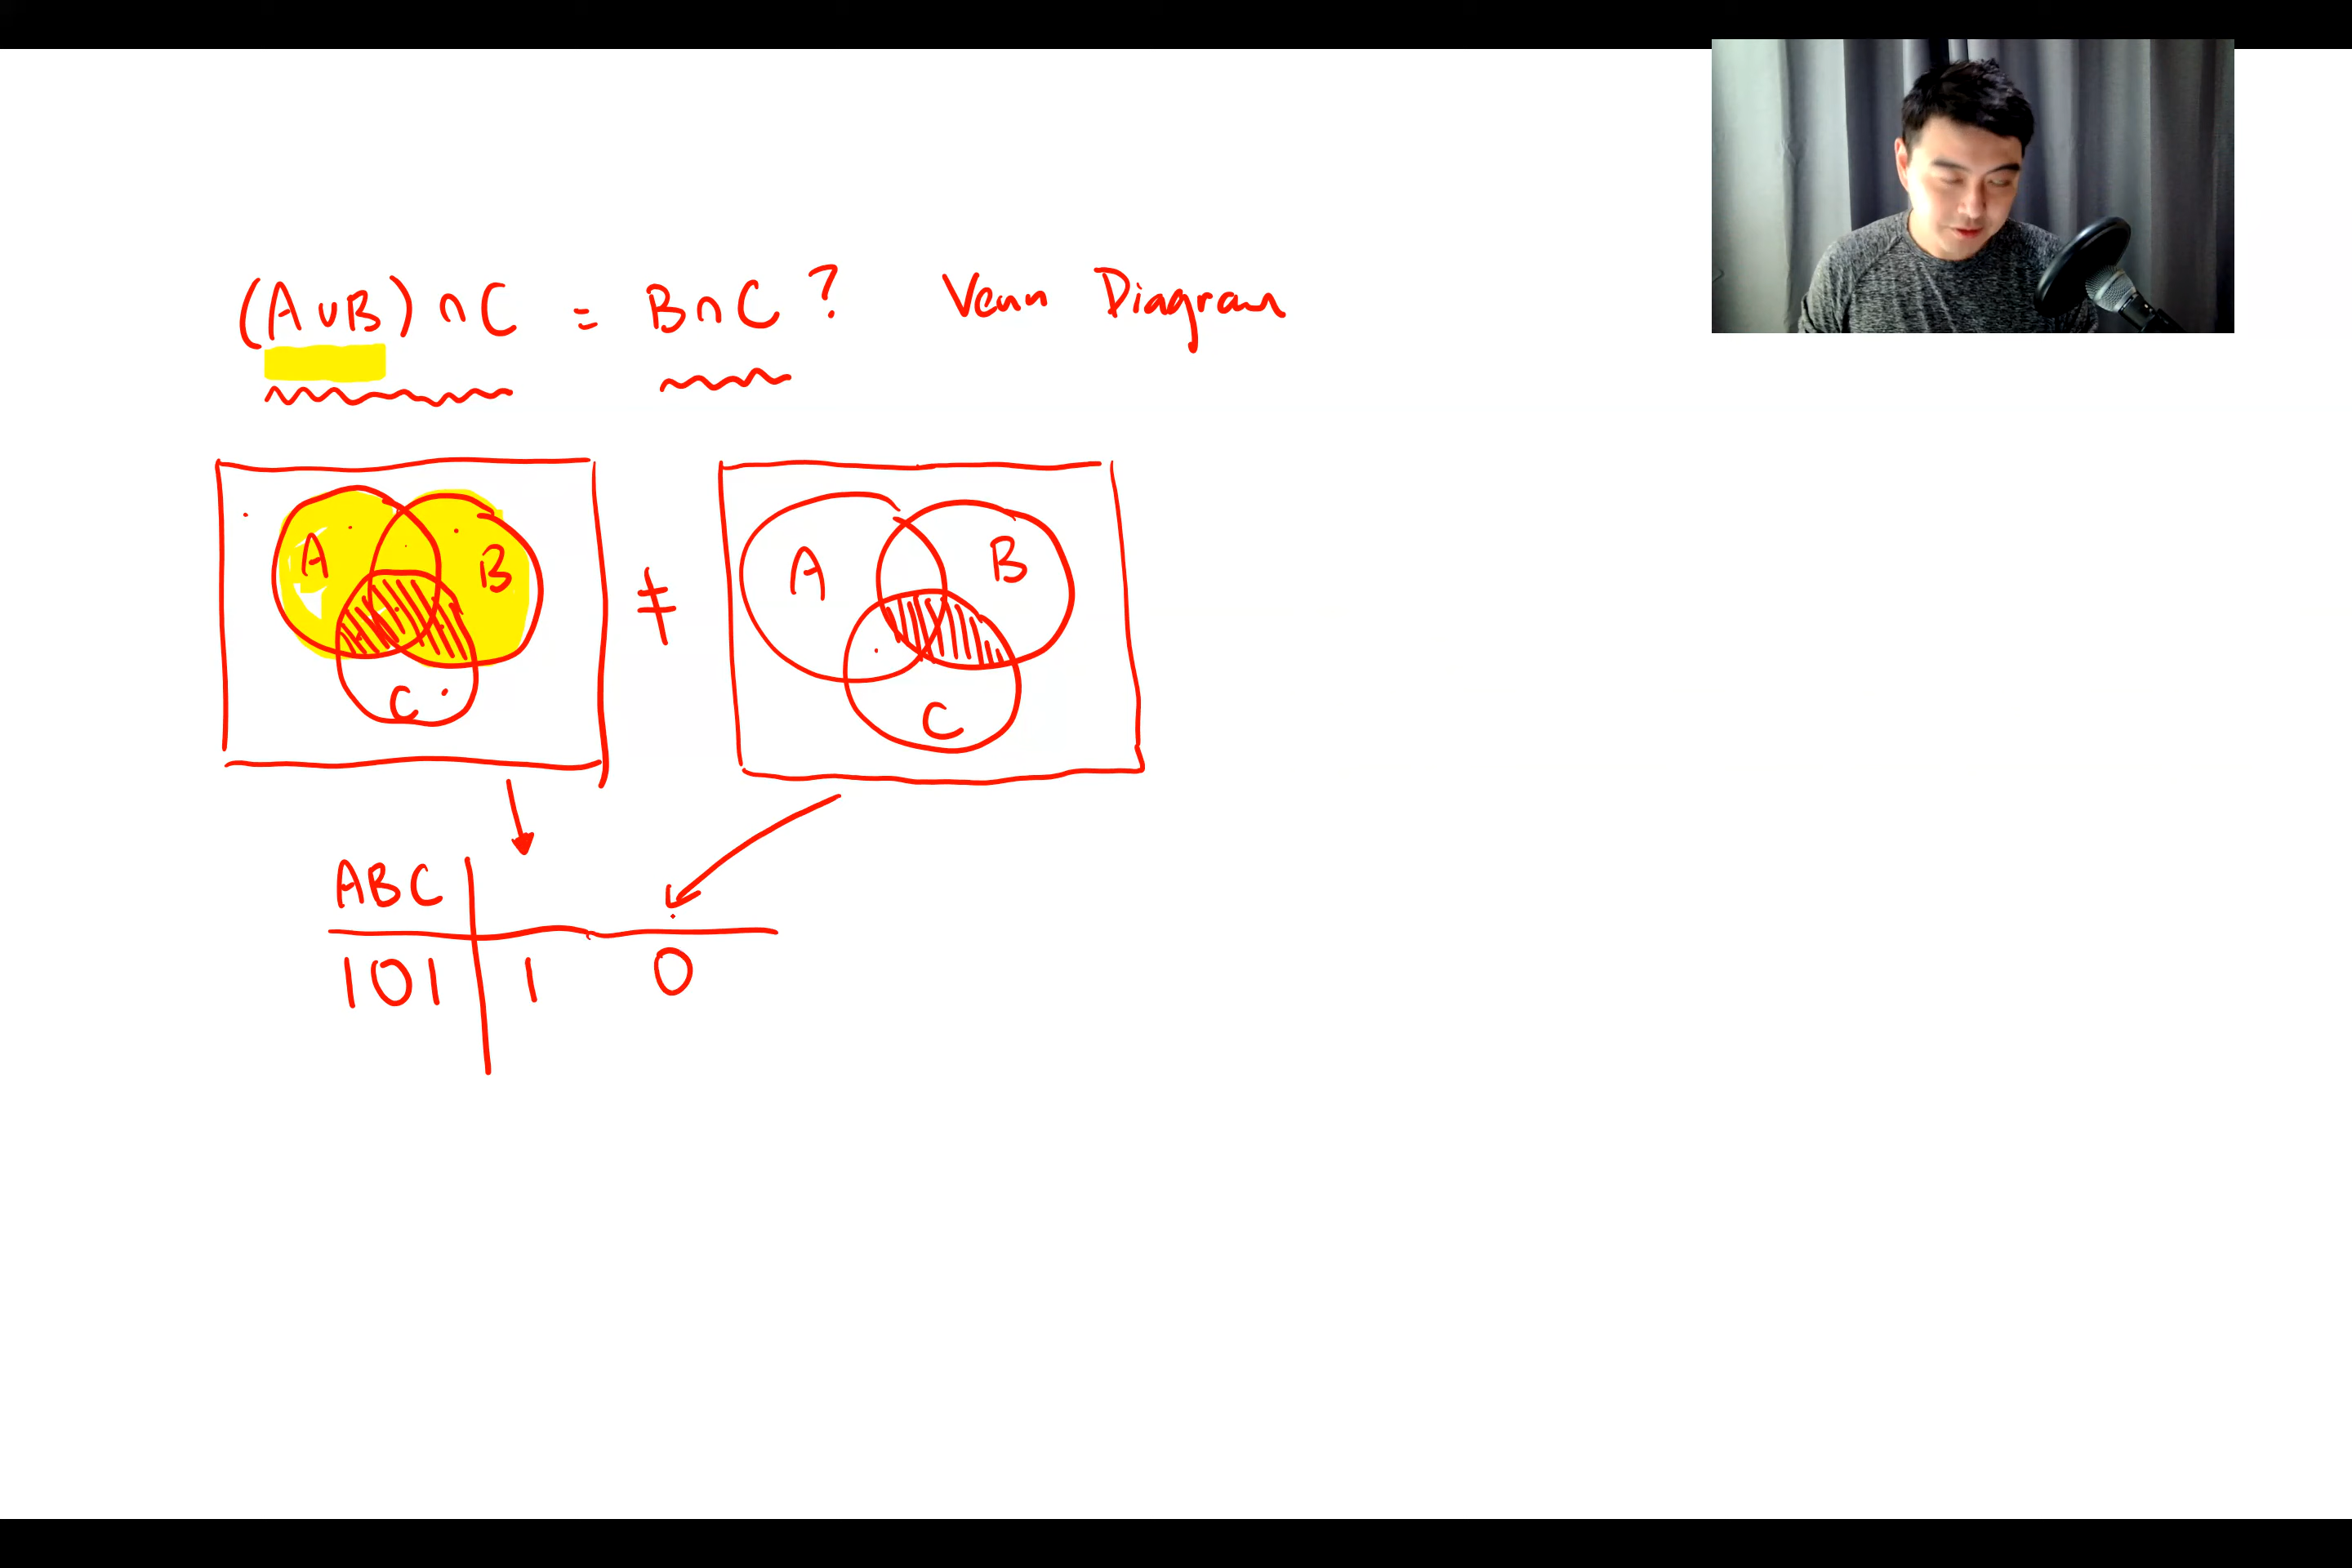 (A∪B)∩C = B∩C ? Venn Diagram
A B C
≠
A B C
ABC
101 1 0